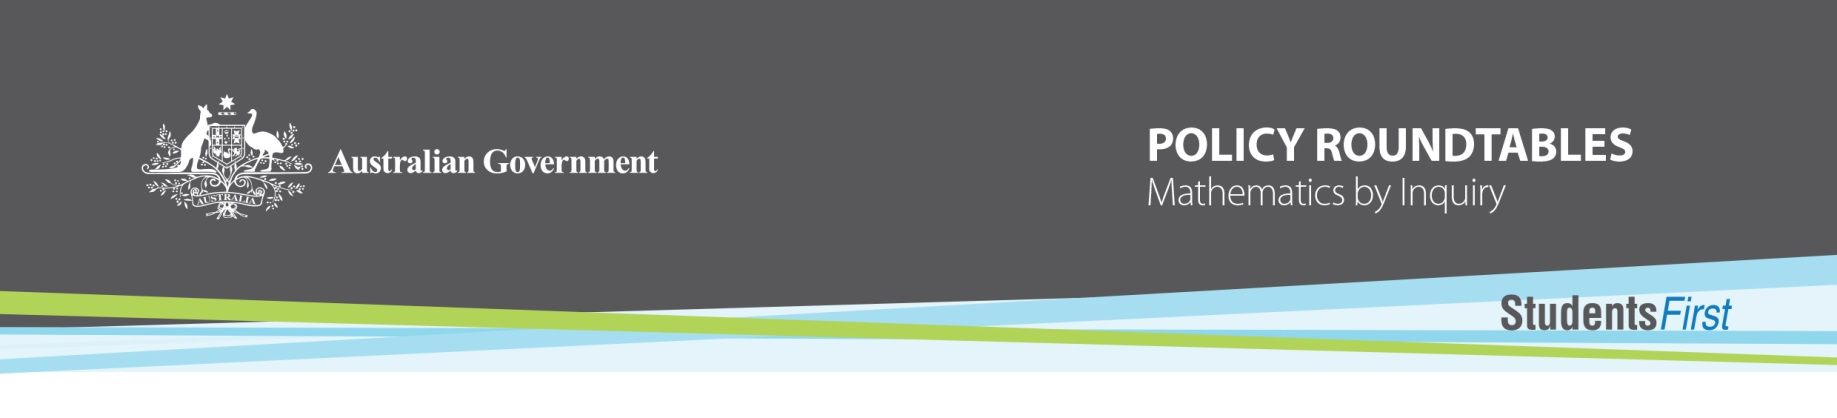 POLICY ROUNDTABLES
Mathematics by Inquiry
Australian Government
AUSTRALIA
StudentsFirst